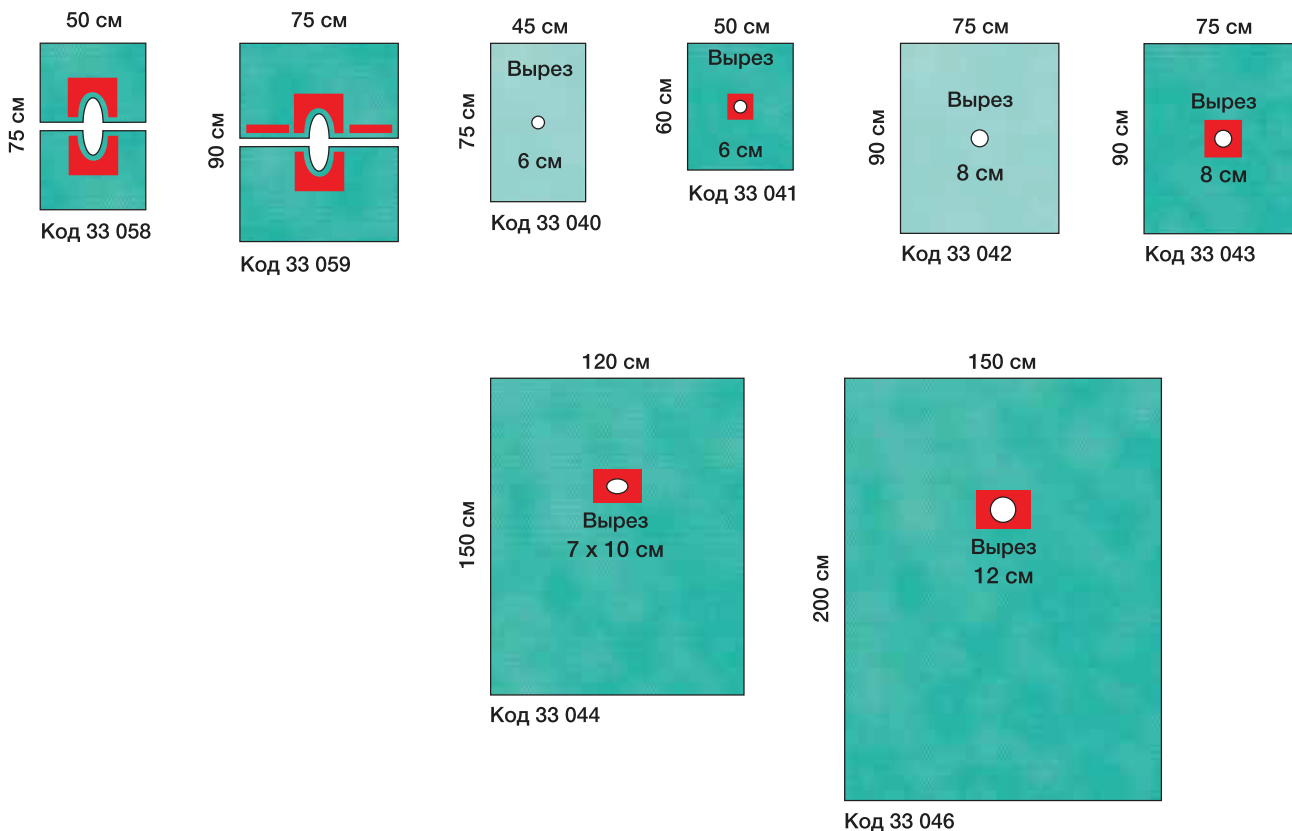 50 см
75 см
Код 33 058
75 см
90 см
Код 33 059
45 см
75 см
Вырез
6 см
Код 33 040
50 см
60 см
Вырез
6 см
Код 33 041
75 см
90 см
Вырез
8 см
Код 33 042
75 см
90 см
Вырез
8 см
Код 33 043
120 см
150 см
Вырез
7 x 10 см
Код 33 044
150 см
200 см
Вырез
12 см
Код 33 046